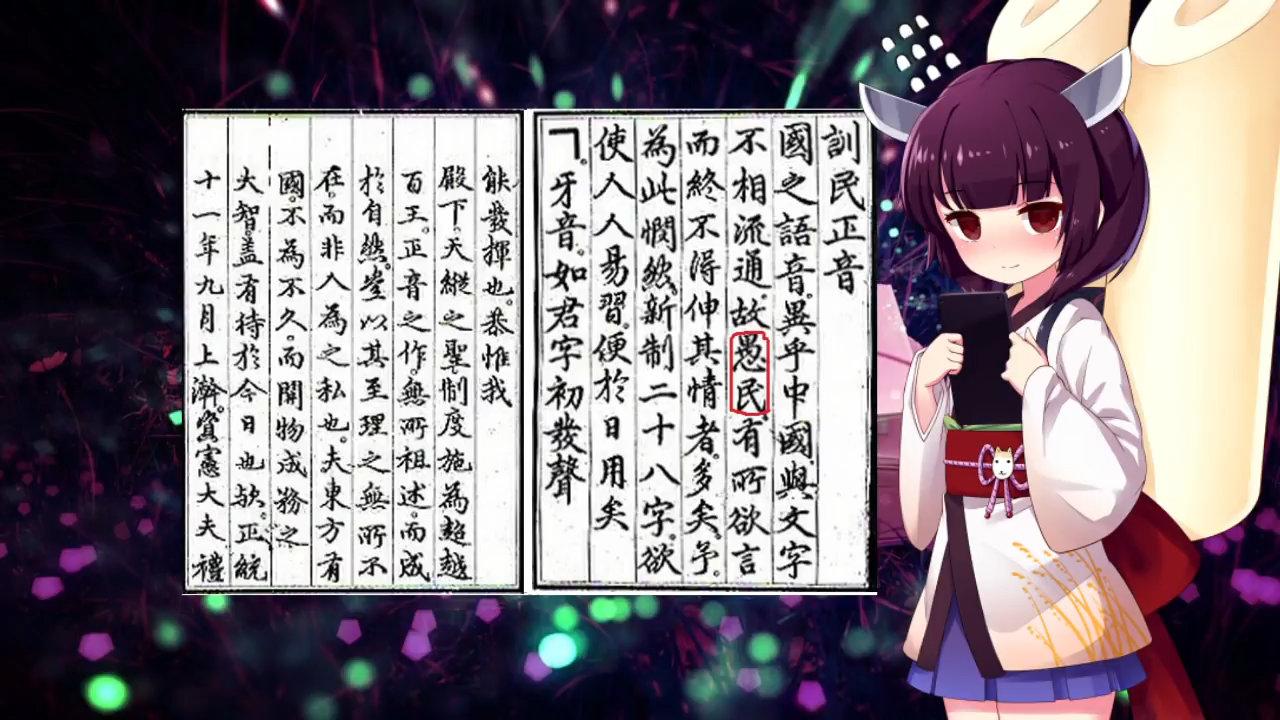 訓民正音
國之語音。異乎中國。與文字
不相流通。故愚民。有所欲言
而終不得伸其情者。多矣。予。
為此憫然。新制二十八字。欲
使人人易習。便於日用矣
ㄱ。牙音。如君字初發聲
能發揮也。恭惟我
殿下。天縱之聖。制度施為超越
百王。正音之作。無所祖述。而成
於自然。豈以其至理之無所不
在。而非人為之私也。夫東方有
國。不為不久。而開物成務之
大智。盖有待於今日也欤。正統
十一年九月上澣。資憲大夫禮